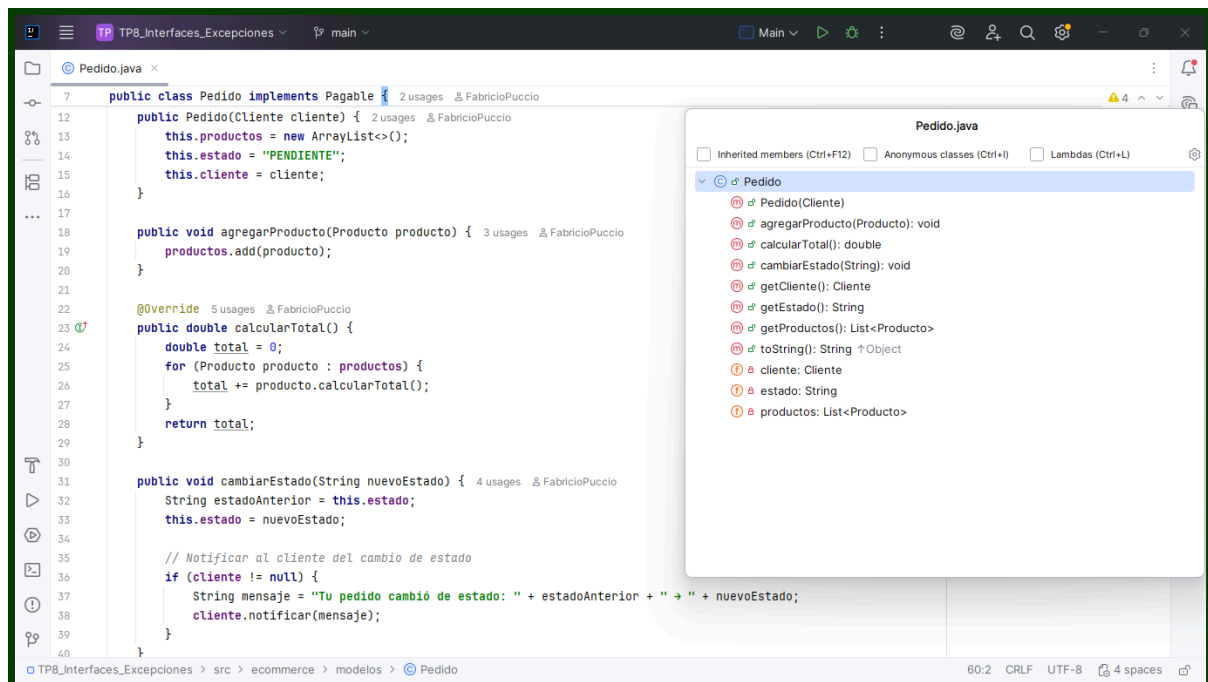 TP TP8_Interfaces_Excepciones main Main
Pedido.java
7 public class Pedido implements Pagable { 2 usages FabricioPuccio
4
12 public Pedido(Cliente cliente) { 2 usages FabricioPuccio
13 this.productos = new ArrayList<>();
14 this.estado = "PENDIENTE";
15 this.cliente = cliente;
16 }
17
18 public void agregarProducto(Producto producto) { 3 usages FabricioPuccio
19 productos.add(producto);
20 }
21
22 @Override 5 usages FabricioPuccio
23 public double calcularTotal() {
24 double total = 0;
25 for (Producto producto : productos) {
26 total += producto.calcularTotal();
27 }
28 return total;
29 }
30
31 public void cambiarEstado(String nuevoEstado) { 4 usages FabricioPuccio
32 String estadoAnterior = this.estado;
33 this.estado = nuevoEstado;
34
35 // Notificar al cliente del cambio de estado
36 if (cliente != null) {
37 String mensaje = "Tu pedido cambió de estado: " + estadoAnterior + " → " + nuevoEstado;
38 cliente.notificar(mensaje);
39 }
40 }
Pedido.java
Inherited members (Ctrl+F12) Anonymous classes (Ctrl+I) Lambdas (Ctrl+L)
Pedido
Pedido(Cliente)
agregarProducto(Producto): void
calcularTotal(): double
cambiarEstado(String): void
getCliente(): Cliente
getEstado(): String
getProductos(): List<Producto>
toString(): String ↑Object
cliente: Cliente
estado: String
productos: List<Producto>
TP8_Interfaces_Excepciones > src > ecommerce > modelos > Pedido
60:2 CRLF UTF-8 4 spaces